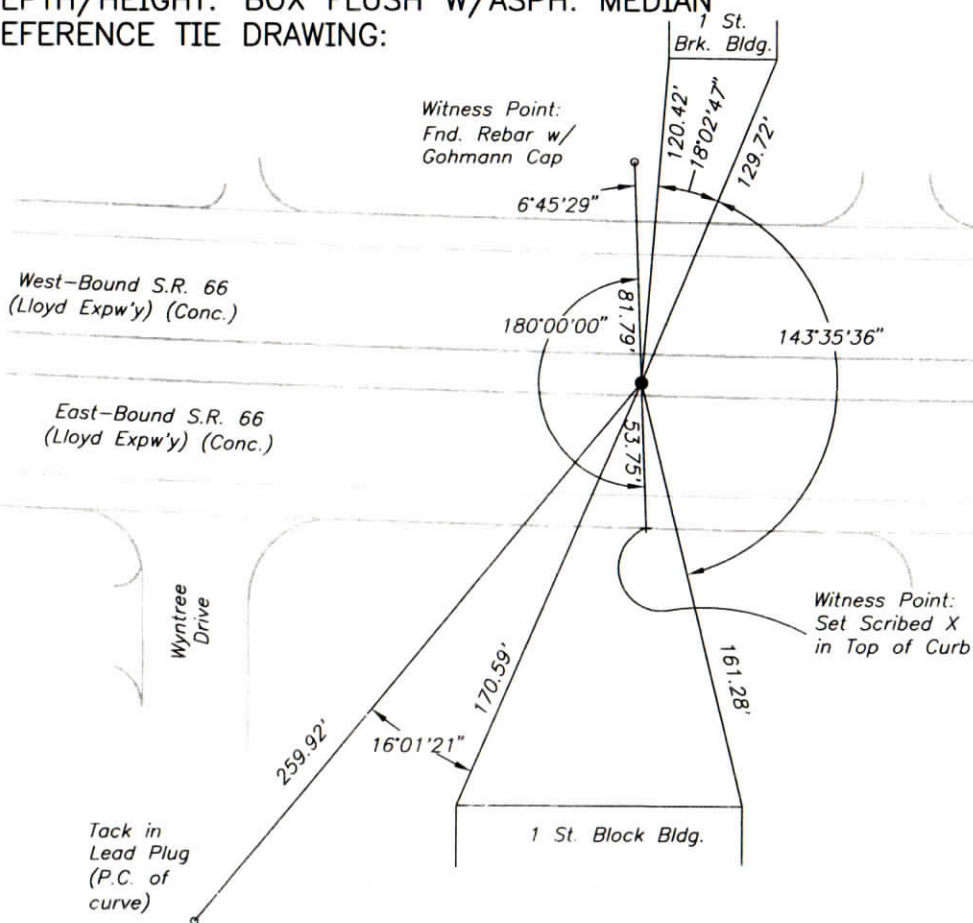 EPTH/HEIGHT: BOX FLUSH W/ASPH. MEDIAN
EFERENCE TIE DRAWING:
1 St.
Brk. Bldg.
Witness Point:
Fnd. Rebar w/
Gohmann Cap
120.42'
18°02'47"
129.72'
6°45'29"
West-Bound S.R. 66
(Lloyd Expw'y) (Conc.)
180°00'00"
81.79'
143°35'36"
East-Bound S.R. 66
(Lloyd Expw'y) (Conc.)
53.75'
Wyntree
Drive
Witness Point:
Set Scribed X
in Top of Curb
170.59'
161.28'
259.92'
16°01'21"
1 St. Block Bldg.
Tack in
Lead Plug
(P.C. of
curve)